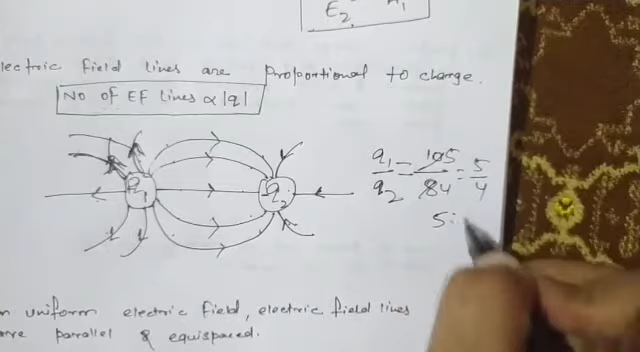 E2 A1
lectric field lines are proportional to charge.
NO of EF lines α |q|
q1 -q2
q1/q2 = 105/84 = 5/4
5:
n uniform electric field, electric field lines
are parallel & equispaced.